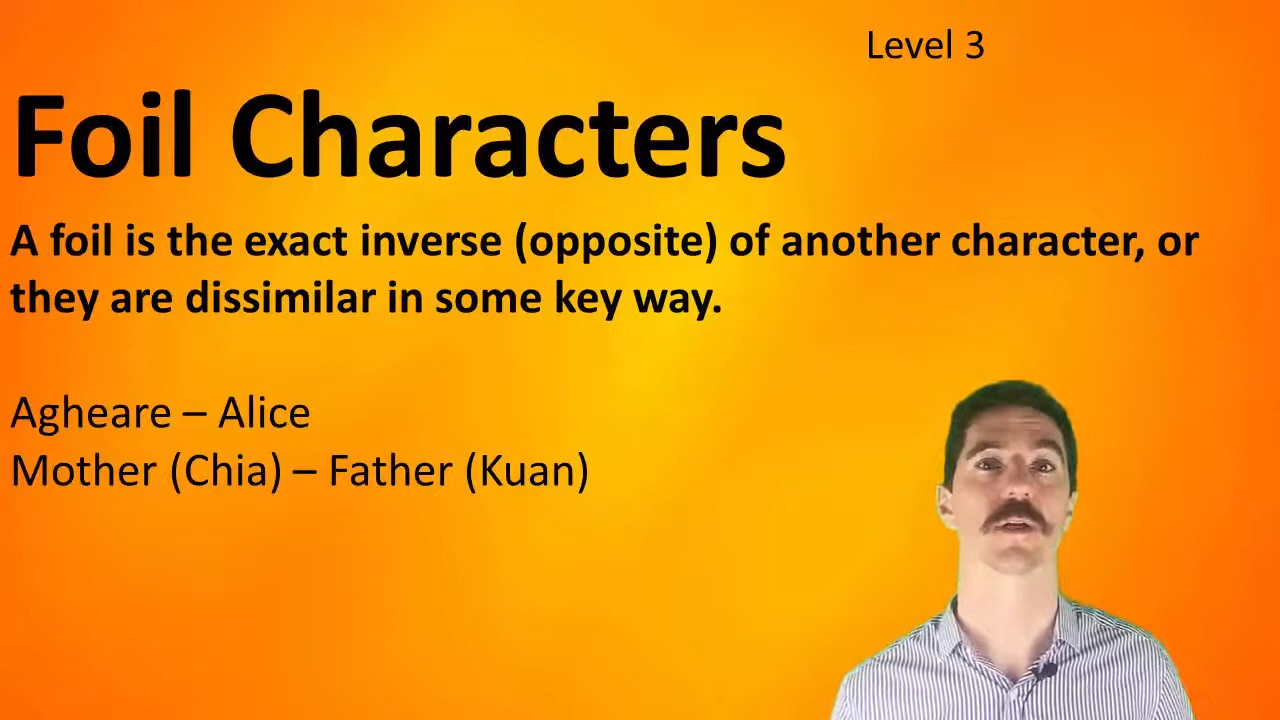 Level 3
Foil Characters
A foil is the exact inverse (opposite) of another character, or
they are dissimilar in some key way.
Agheare – Alice
Mother (Chia) – Father (Kuan)